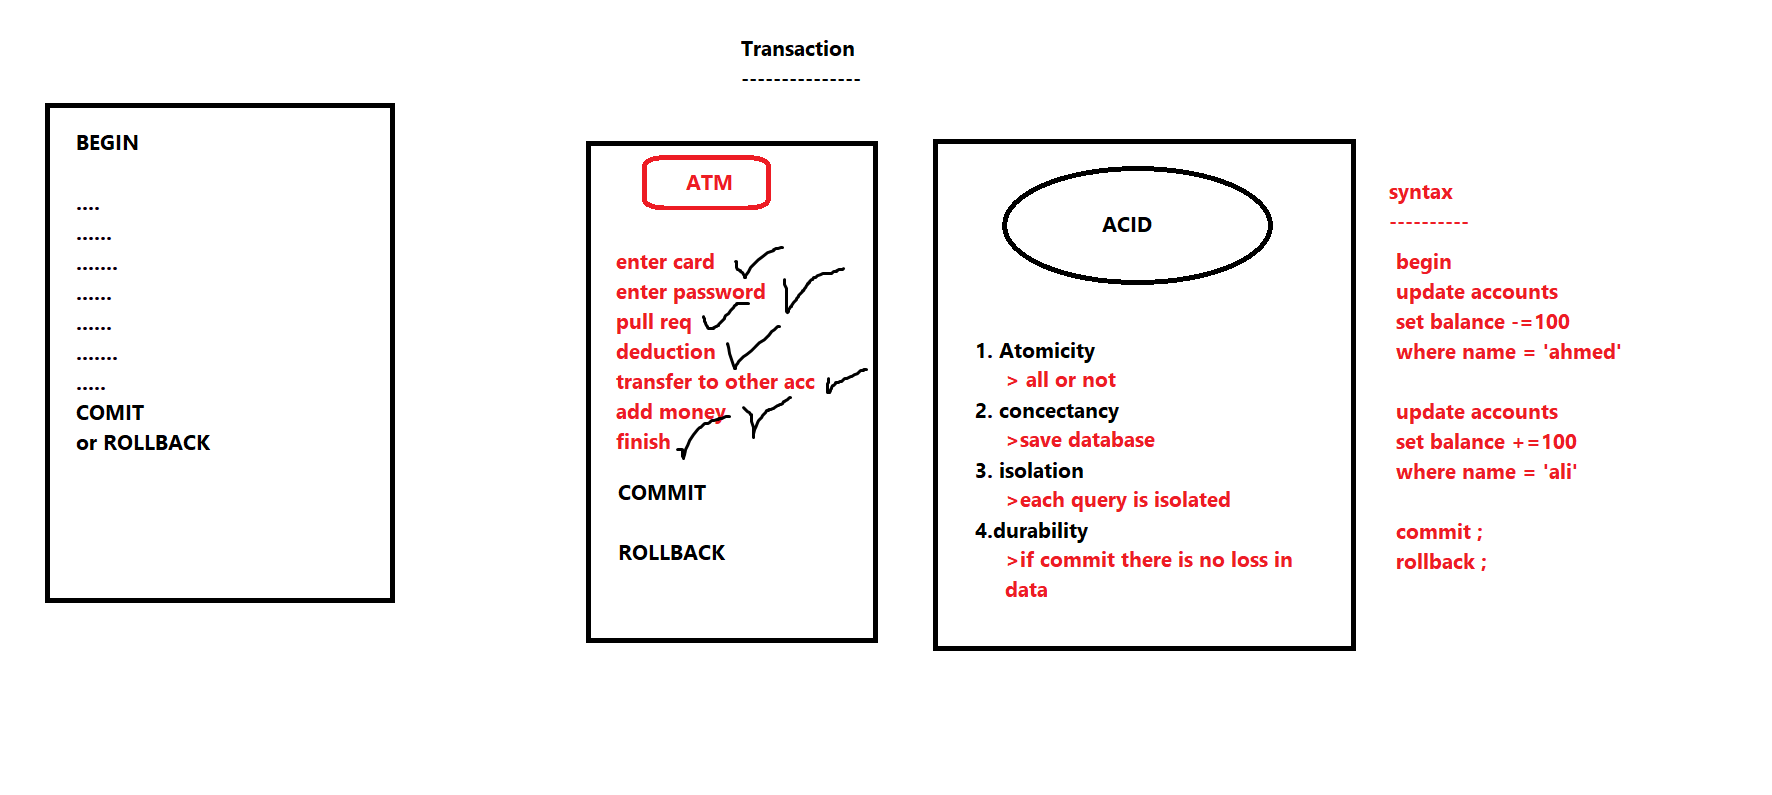 Transaction
---------------
BEGIN
....
......
.......
......
......
.......
.....
COMIT
or ROLLBACK
ATM
enter card
enter password
pull req
deduction
transfer to other acc
add money
finish
COMMIT
ROLLBACK
ACID
1. Atomicity
> all or not
2. concectancy
>save database
3. isolation
>each query is isolated
4.durability
>if commit there is no loss in
data
syntax
----------
begin
update accounts
set balance -=100
where name = 'ahmed'
update accounts
set balance +=100
where name = 'ali'
commit ;
rollback ;